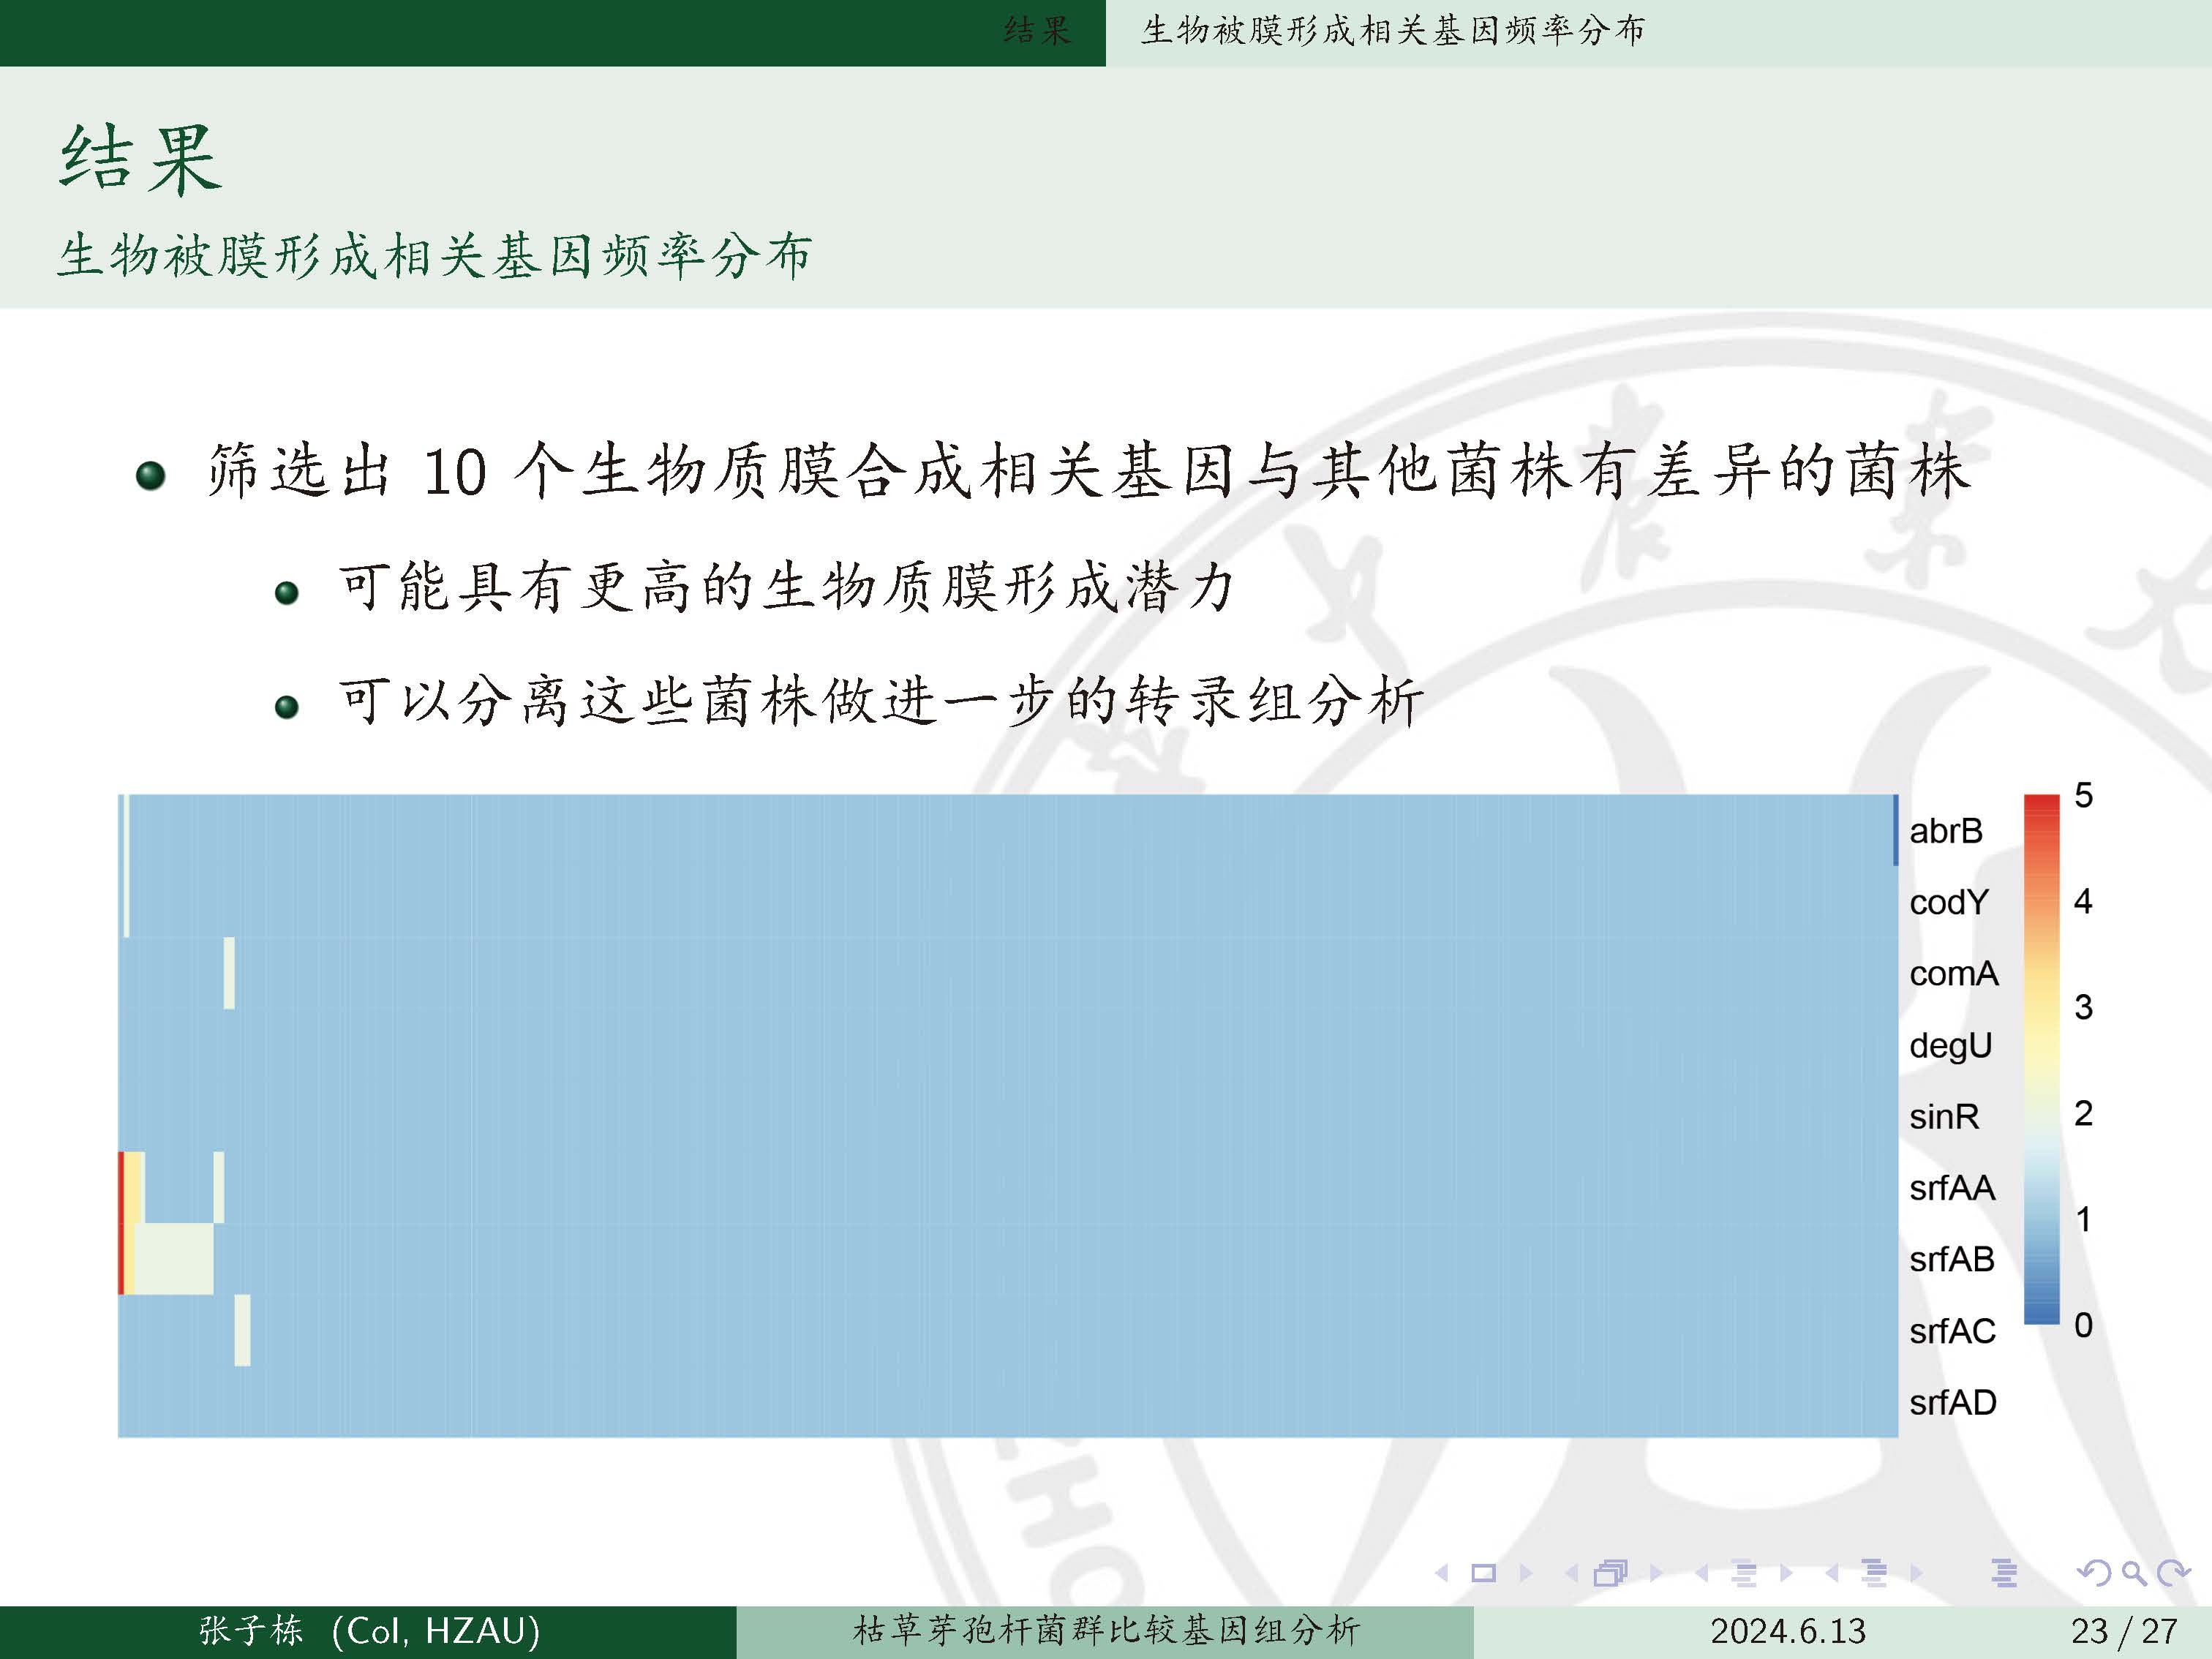 结果
生物被膜形成相关基因频率分布
结果
生物被膜形成相关基因频率分布
筛选出 10 个生物质膜合成相关基因与其他菌株有差异的菌株
可能具有更高的生物质膜形成潜力
可以分离这些菌株做进一步的转录组分析
abrB
codY
comA
degU
sinR
srfAA
srfAB
srfAC
srfAD
5
4
3
2
1
0
张子栋 (CoI, HZAU)
枯草芽孢杆菌群比较基因组分析
2024.6.13
23 / 27